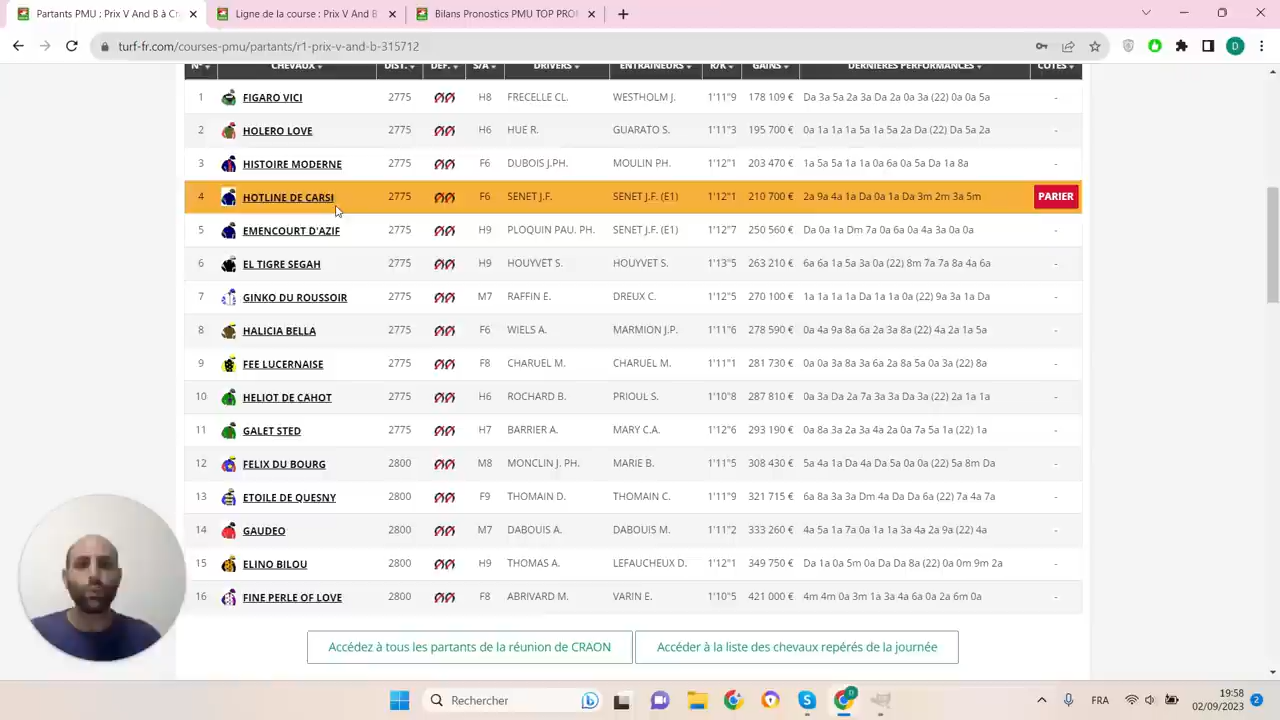 Partants PMU : Prix V And B à Cr
Ligne de turf
Bilans Pronostics PMU TOP PRO
turf-fr.com/courses-pmu/partants/r1-prix-v-and-b-315712
N° CHEVAUX DIST. DEF. S/A DRIVERS ENTRAÎNEURS R/K GAINS DERNIÈRES PERFORMANCES COTES
1 FIGARO VICI 2775 H8 FRECELLE CL. WESTHOLM J. 1'11"9 178 109 € Da 3a 5a 2a 3a Da 2a 0a 3a (22) 0a 0a 5a -
2 HOLERO LOVE 2775 H6 HUE R. GUARATO S. 1'11"3 195 700 € 0a 1a 1a 1a 5a 1a 5a 2a Da (22) Da 5a 2a -
3 HISTOIRE MODERNE 2775 F6 DUBOIS J.PH. MOULIN PH. 1'12"1 203 470 € 1a 5a 5a 1a 1a 0a 6a 0a 5a Da 1a 8a -
4 HOTLINE DE CARSI 2775 F6 SENET J.F. SENET J.F. (E1) 1'12"1 210 700 € 2a 9a 4a 1a Da 0a 1a Da 3m 2m 3a 5m PARIER
5 EMENCOURT D'AZIF 2775 H9 PLOQUIN PAU. PH. SENET J.F. (E1) 1'12"7 250 560 € Da 0a 1a Dm 7a 0a 6a 0a 4a 3a 0a 0a -
6 EL TIGRE SEGAH 2775 H9 HOUYVET S. HOUYVET S. 1'13"5 263 210 € 6a 6a 1a 5a 3a 0a (22) 8m 7a 7a 8a 4a 6a -
7 GINKO DU ROUSSOIR 2775 M7 RAFFIN E. DREUX C. 1'12"5 270 100 € 1a 1a 1a 1a Da 1a 1a 0a (22) 9a 3a 1a Da -
8 HALICIA BELLA 2775 F6 WIELS A. MARMION J.P. 1'11"6 278 590 € 0a 4a 9a 8a 6a 2a 3a 8a (22) 4a 2a 1a 5a -
9 FEE LUCERNAISE 2775 F8 CHARUEL M. CHARUEL M. 1'11"1 281 730 € 0a 0a 3a 8a 3a 6a 2a 8a 5a 0a 3a (22) 8a -
10 HELIOT DE CAHOT 2775 H6 ROCHARD B. PRIOUL S. 1'10"8 287 810 € 0a 3a Da 2a 7a 3a 3a Da 3a (22) 2a 1a 1a -
11 GALET STED 2775 H7 BARRIER A. MARY C.A. 1'12"6 293 190 € 0a 8a 3a 2a 3a 4a 2a 0a 7a 5a 1a (22) 1a -
12 FELIX DU BOURG 2800 M8 MONCLIN J. PH. MARIE B. 1'11"5 308 430 € 5a 4a 1a Da 4a Da 5a 0a 0a (22) 5a 8m Da -
13 ETOILE DE QUESNY 2800 F9 THOMAIN D. THOMAIN C. 1'11"9 321 715 € 6a 8a 3a 3a Dm 4a Da Da 6a (22) 7a 4a 7a -
14 GAUDEO 2800 M7 DABOUIS A. DABOUIS M. 1'11"2 333 260 € 4a 5a 1a 7a 0a 1a 1a 3a 4a 2a 9a (22) 4a -
15 ELINO BILOU 2800 H9 THOMAS A. LEFAUCHEUX D. 1'12"1 349 750 € Da 1a 0a 5m 0a Da Da 8a (22) 0a 0m 9m 2a -
16 FINE PERLE OF LOVE 2800 F8 ABRIVARD M. VARIN E. 1'10"5 421 000 € 4m 4m 0a 3m 1a 3a 4a 6a 0a 2a 6m 0a -
Accédez à tous les partants de la réunion de CRAON
Accéder à la liste des chevaux repérés de la journée
Rechercher
FRA
19:58
02/09/2023
2